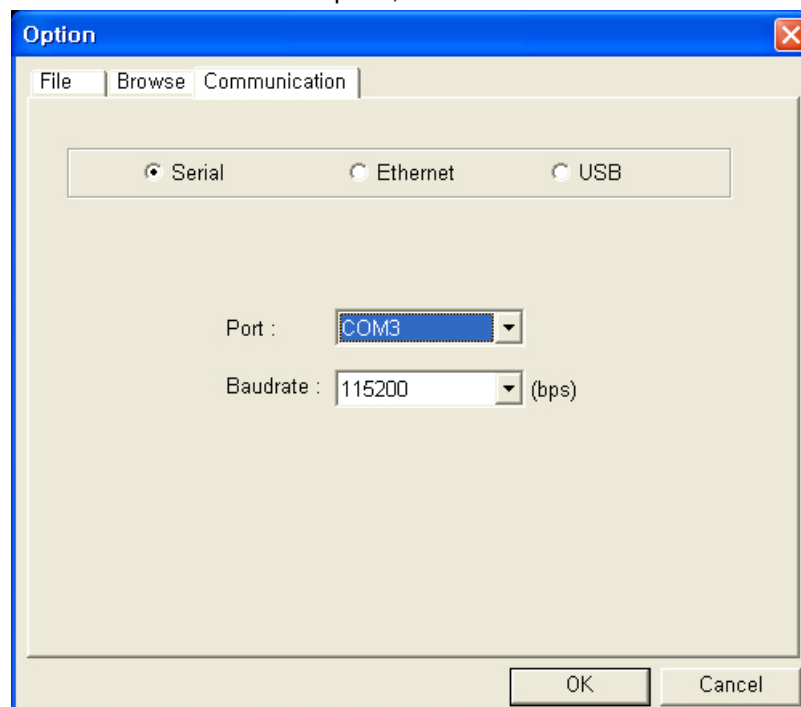 Option
File Browse Communication
Serial Ethernet USB
Port : COM3
Baudrate : 115200 (bps)
OK Cancel